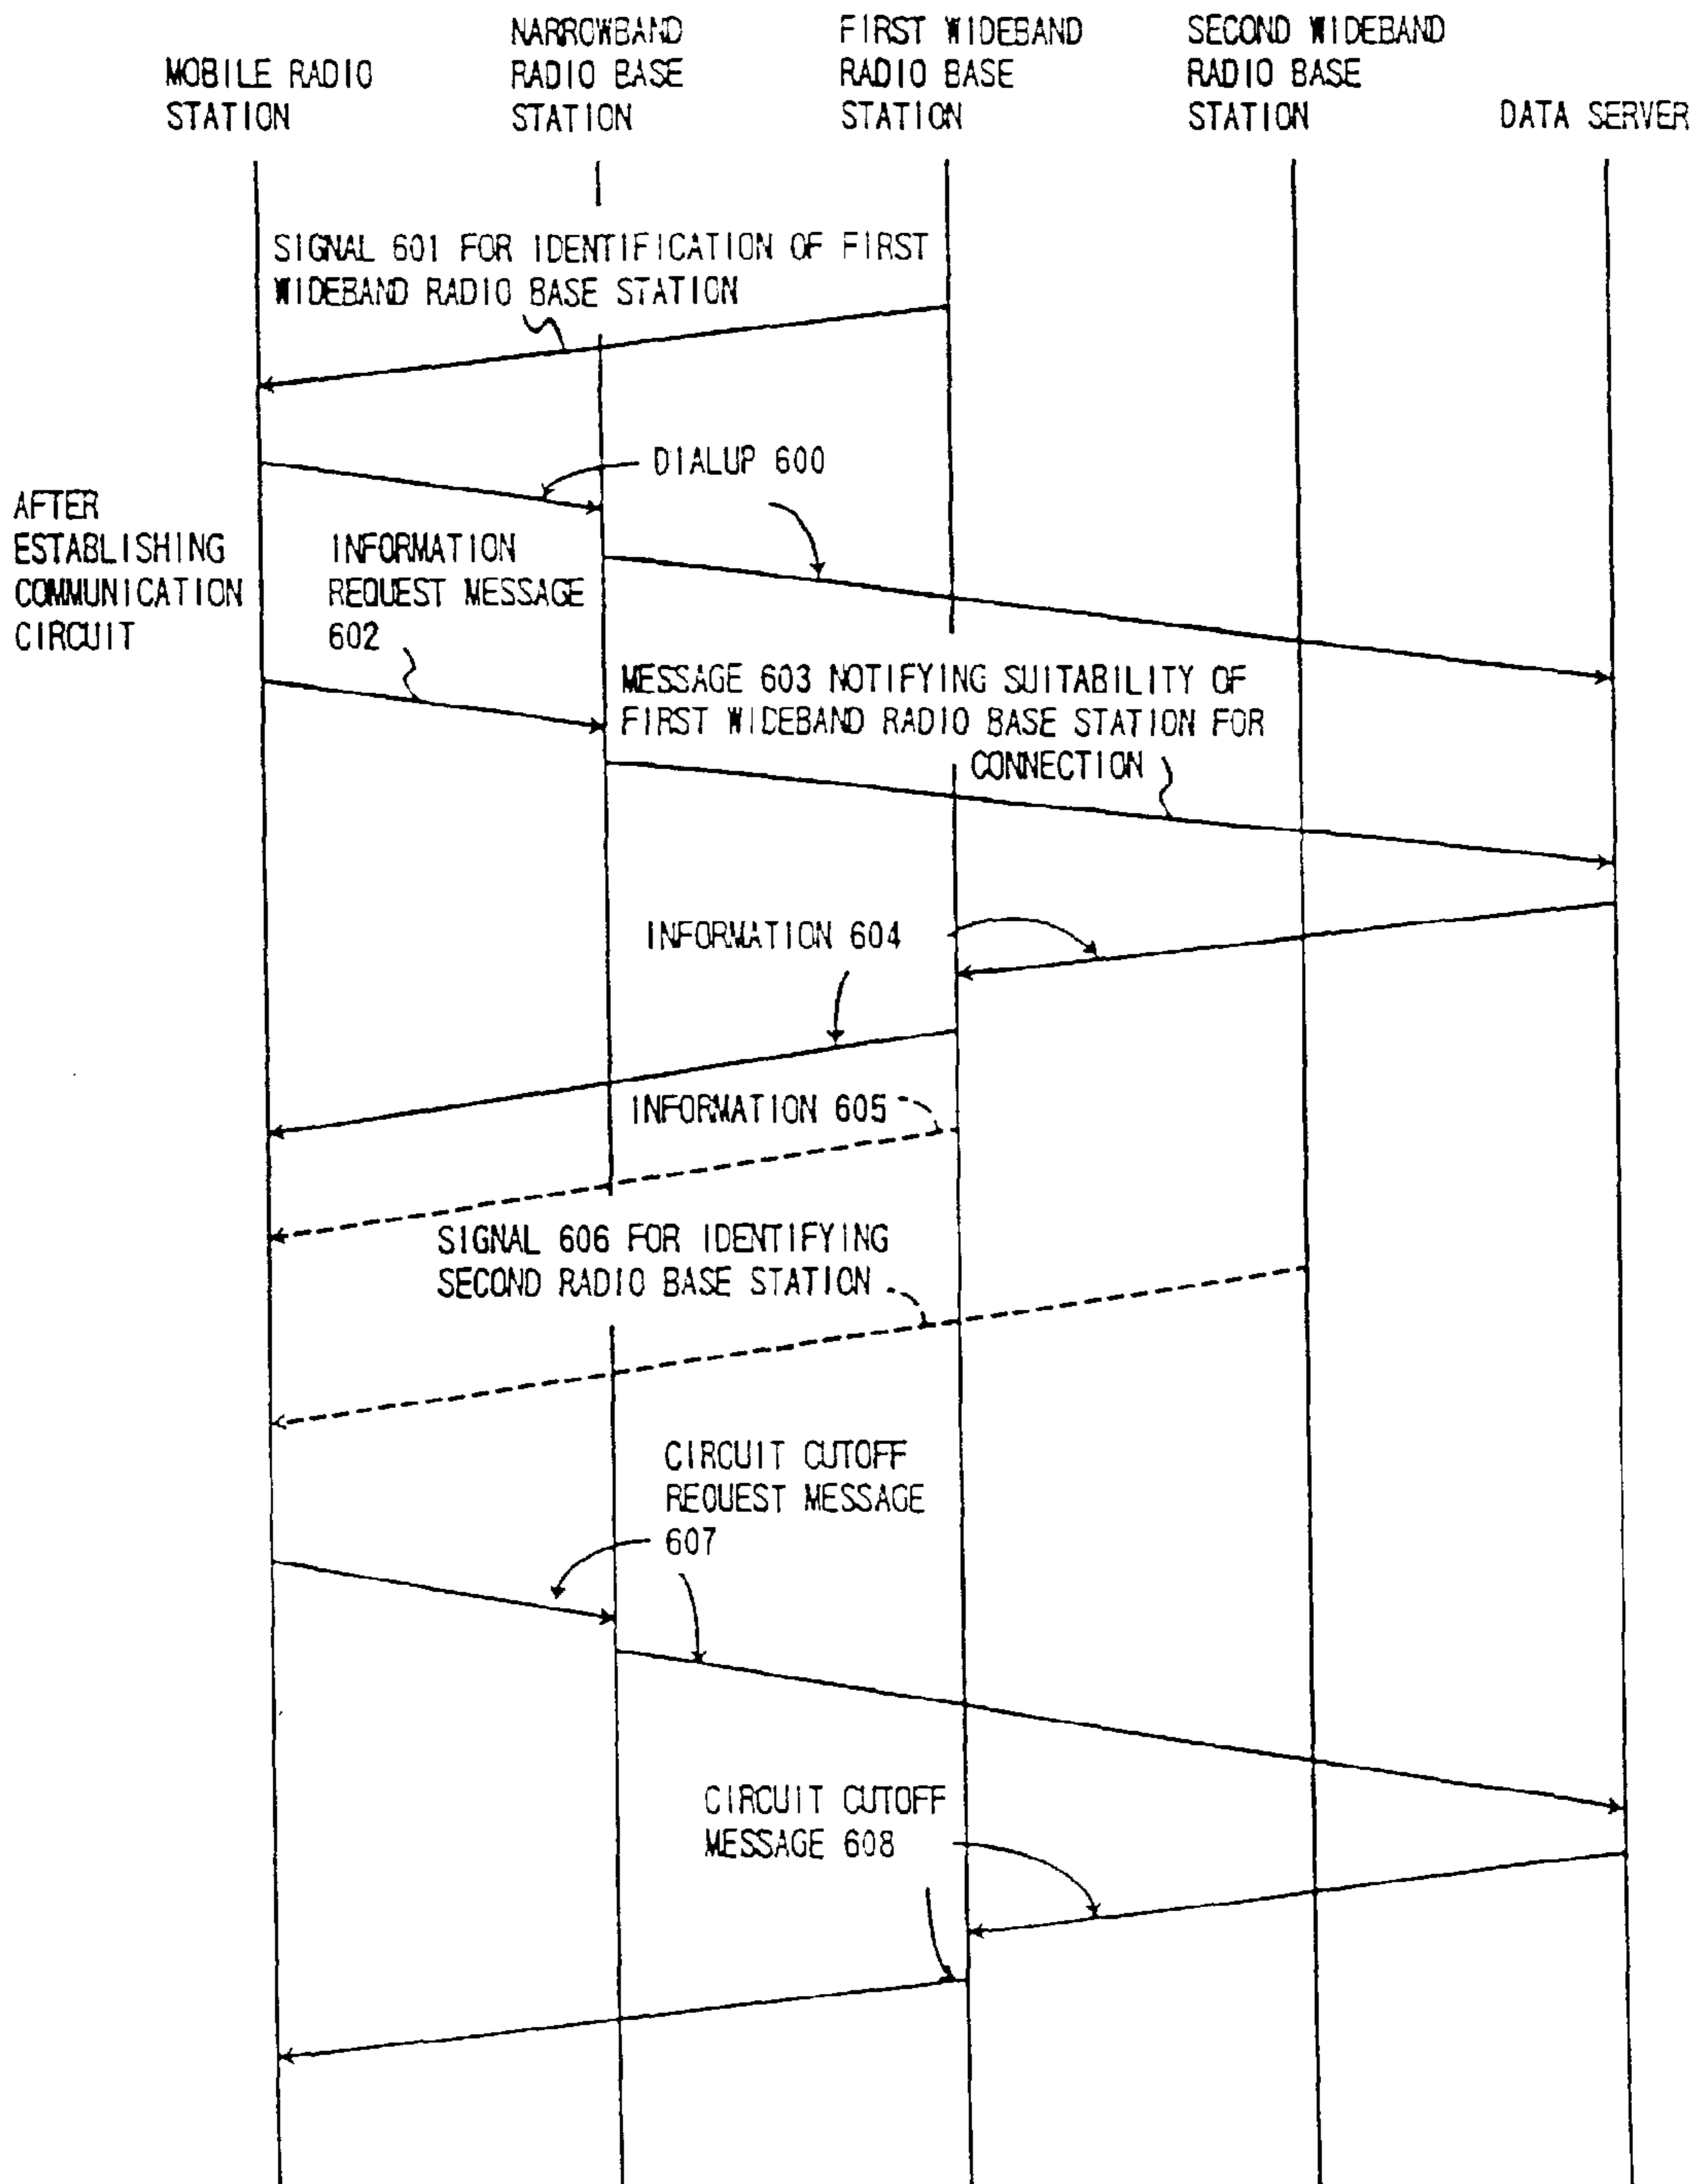 MOBILE RADIO
STATION
NARROWBAND
RADIO BASE
STATION
FIRST WIDEBAND
RADIO BASE
STATION
SECOND WIDEBAND
RADIO BASE
STATION
DATA SERVER
SIGNAL 601 FOR IDENTIFICATION OF FIRST
WIDEBAND RADIO BASE STATION
DIALUP 600
AFTER
ESTABLISHING
COMMUNICATION
CIRCUIT
INFORMATION
REQUEST MESSAGE
602
MESSAGE 603 NOTIFYING SUITABILITY OF
FIRST WIDEBAND RADIO BASE STATION FOR
CONNECTION
INFORMATION 604
INFORMATION 605
SIGNAL 606 FOR IDENTIFYING
SECOND RADIO BASE STATION
CIRCUIT CUTOFF
REQUEST MESSAGE
607
CIRCUIT CUTOFF
MESSAGE 608